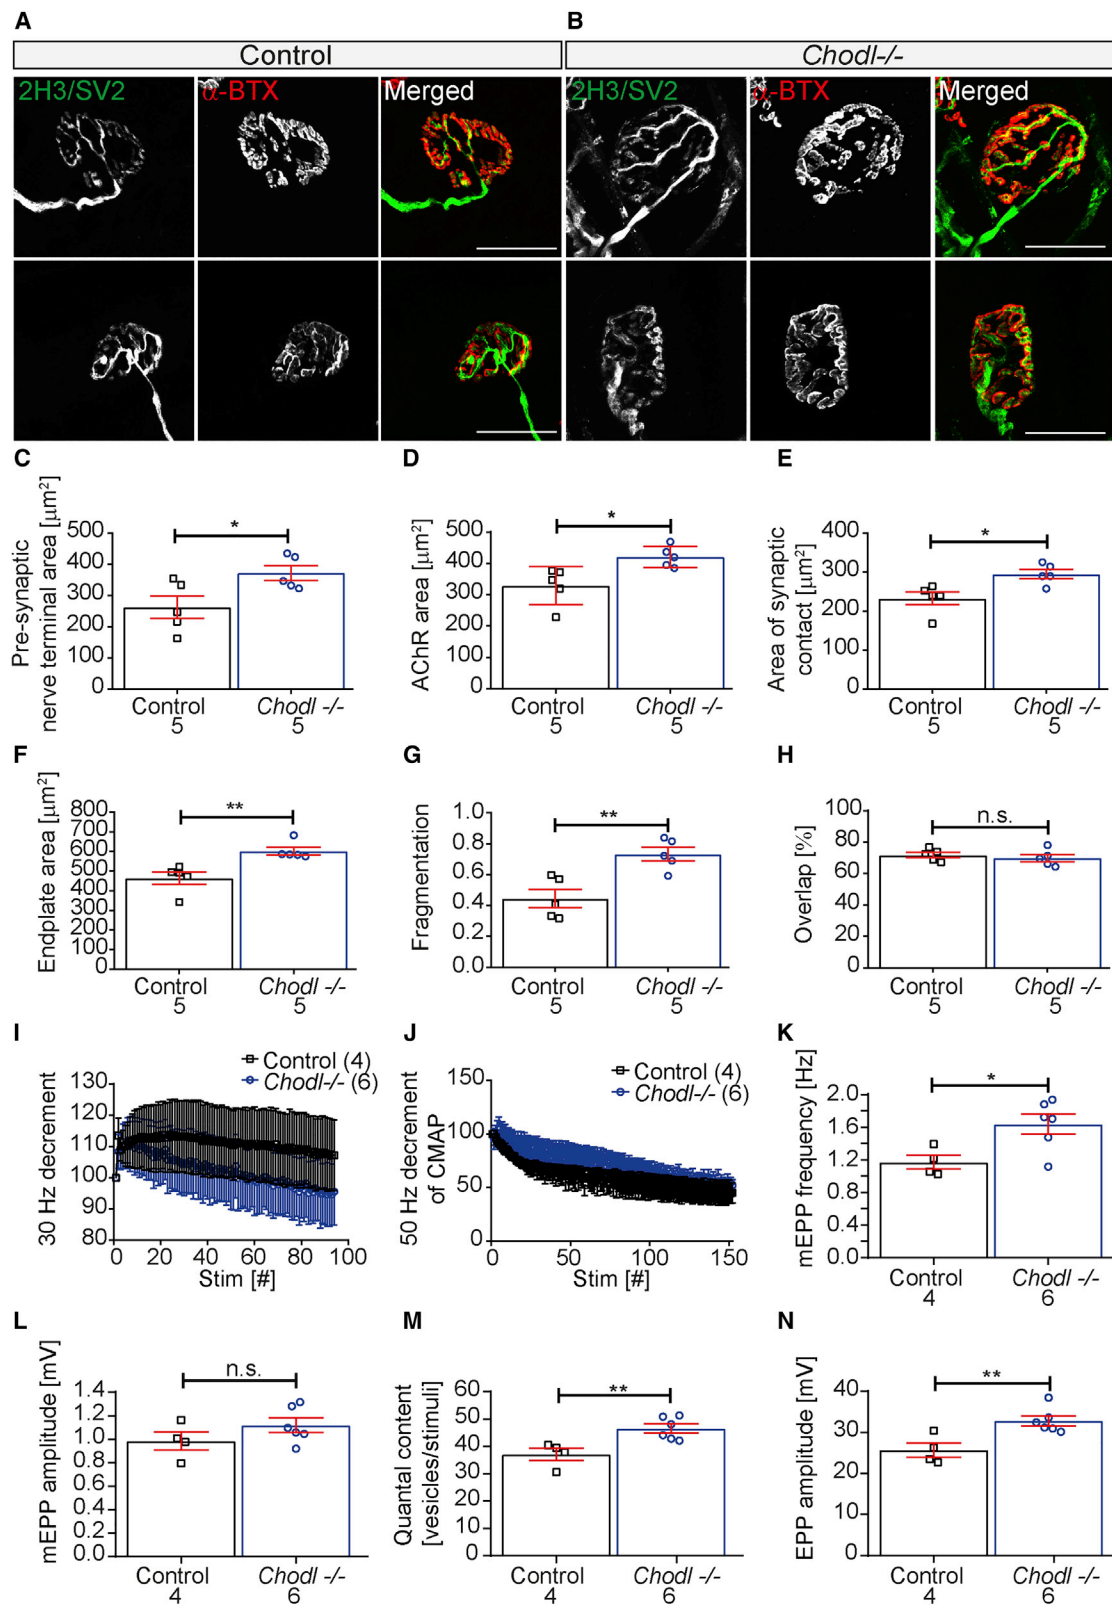 A
B
Control
Chodl-/-
2H3/SV2
α-BTX
Merged
2H3/SV2
α-BTX
Merged
C
D
E
Pre-synaptic
nerve terminal area [μm²]
500
400
300
200
100
0
*
Control
5
Chodl -/-
5
AChR area [μm²]
500
400
300
200
100
0
*
Control
5
Chodl -/-
5
Area of synaptic
contact [μm²]
400
300
200
100
0
*
Control
5
Chodl -/-
5
F
G
H
Endplate area [μm²]
800
700
600
500
400
300
200
100
0
**
Control
5
Chodl -/-
5
Fragmentation
1.0
0.8
0.6
0.4
0.2
0.0
**
Control
5
Chodl -/-
5
Overlap [%]
100
80
60
40
20
0
n.s.
Control
5
Chodl -/-
5
I
J
K
30 Hz decrement
130
120
110
100
90
80
Control (4)
Chodl-/- (6)
0 20 40 60 80 100
Stim [#]
50 Hz decrement
of CMAP
150
100
50
0
Control (4)
Chodl-/- (6)
0 50 100 150
Stim [#]
mEPP frequency [Hz]
2.0
1.6
1.2
0.8
0.4
0.0
*
Control
4
Chodl -/-
6
L
M
N
mEPP amplitude [mV]
1.4
1.2
1.0
0.8
0.6
0.4
0.2
0.0
n.s.
Control
4
Chodl -/-
6
Quantal content
[vesicles/stimuli]
60
50
40
30
20
10
0
**
Control
4
Chodl -/-
6
EPP amplitude [mV]
40
30
20
10
0
**
Control
4
Chodl -/-
6